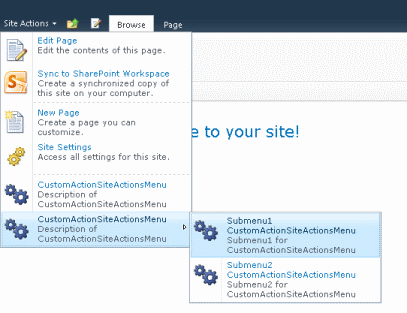 Site Actions
Browse
Page
Edit Page
Edit the contents of this page.
Sync to SharePoint Workspace
Create a synchronized copy of
this site on your computer.
New Page
Create a page you can
customize.
Site Settings
Access all settings for this site.
CustomActionSiteActionsMenu
Description of
CustomActionSiteActionsMenu
CustomActionSiteActionsMenu
Description of
CustomActionSiteActionsMenu
e to your site!
Submenu1
CustomActionSiteActionsMenu
Submenu1 for
CustomActionSiteActionsMenu
Submenu2
CustomActionSiteActionsMenu
Submenu2 for
CustomActionSiteActionsMenu